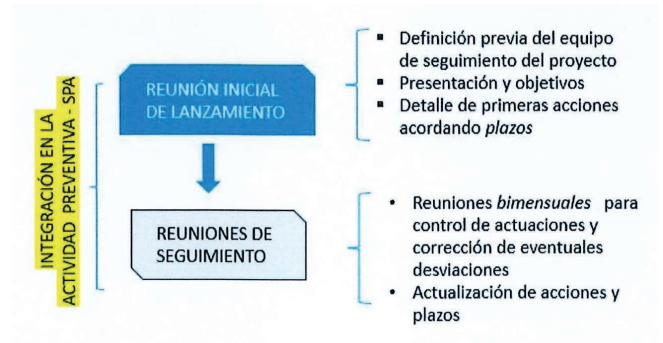 INTEGRACIÓN EN LA
ACTIVIDAD PREVENTIVA - SPA
REUNIÓN INICIAL
DE LANZAMIENTO
▪ Definición previa del equipo
de seguimiento del proyecto
▪ Presentación y objetivos
▪ Detalle de primeras acciones
acordando plazos
REUNIONES DE
SEGUIMIENTO
• Reuniones bimensuales para
control de actuaciones y
corrección de eventuales
desviaciones
• Actualización de acciones y
plazos